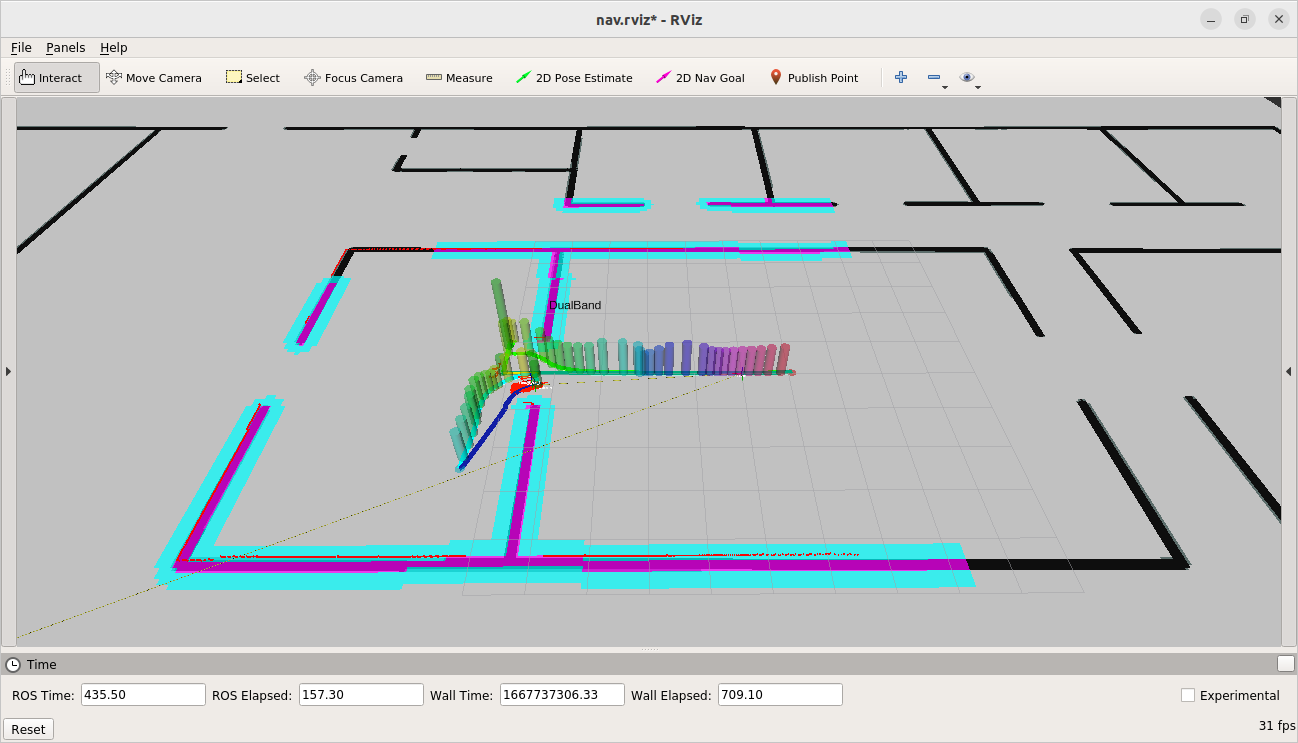 nav.rviz* - RViz
File Panels Help
Interact Move Camera Select Focus Camera Measure 2D Pose Estimate 2D Nav Goal Publish Point
DualBand
Time
ROS Time: 435.50 ROS Elapsed: 157.30 Wall Time: 1667737306.33 Wall Elapsed: 709.10 Experimental
Reset 31 fps